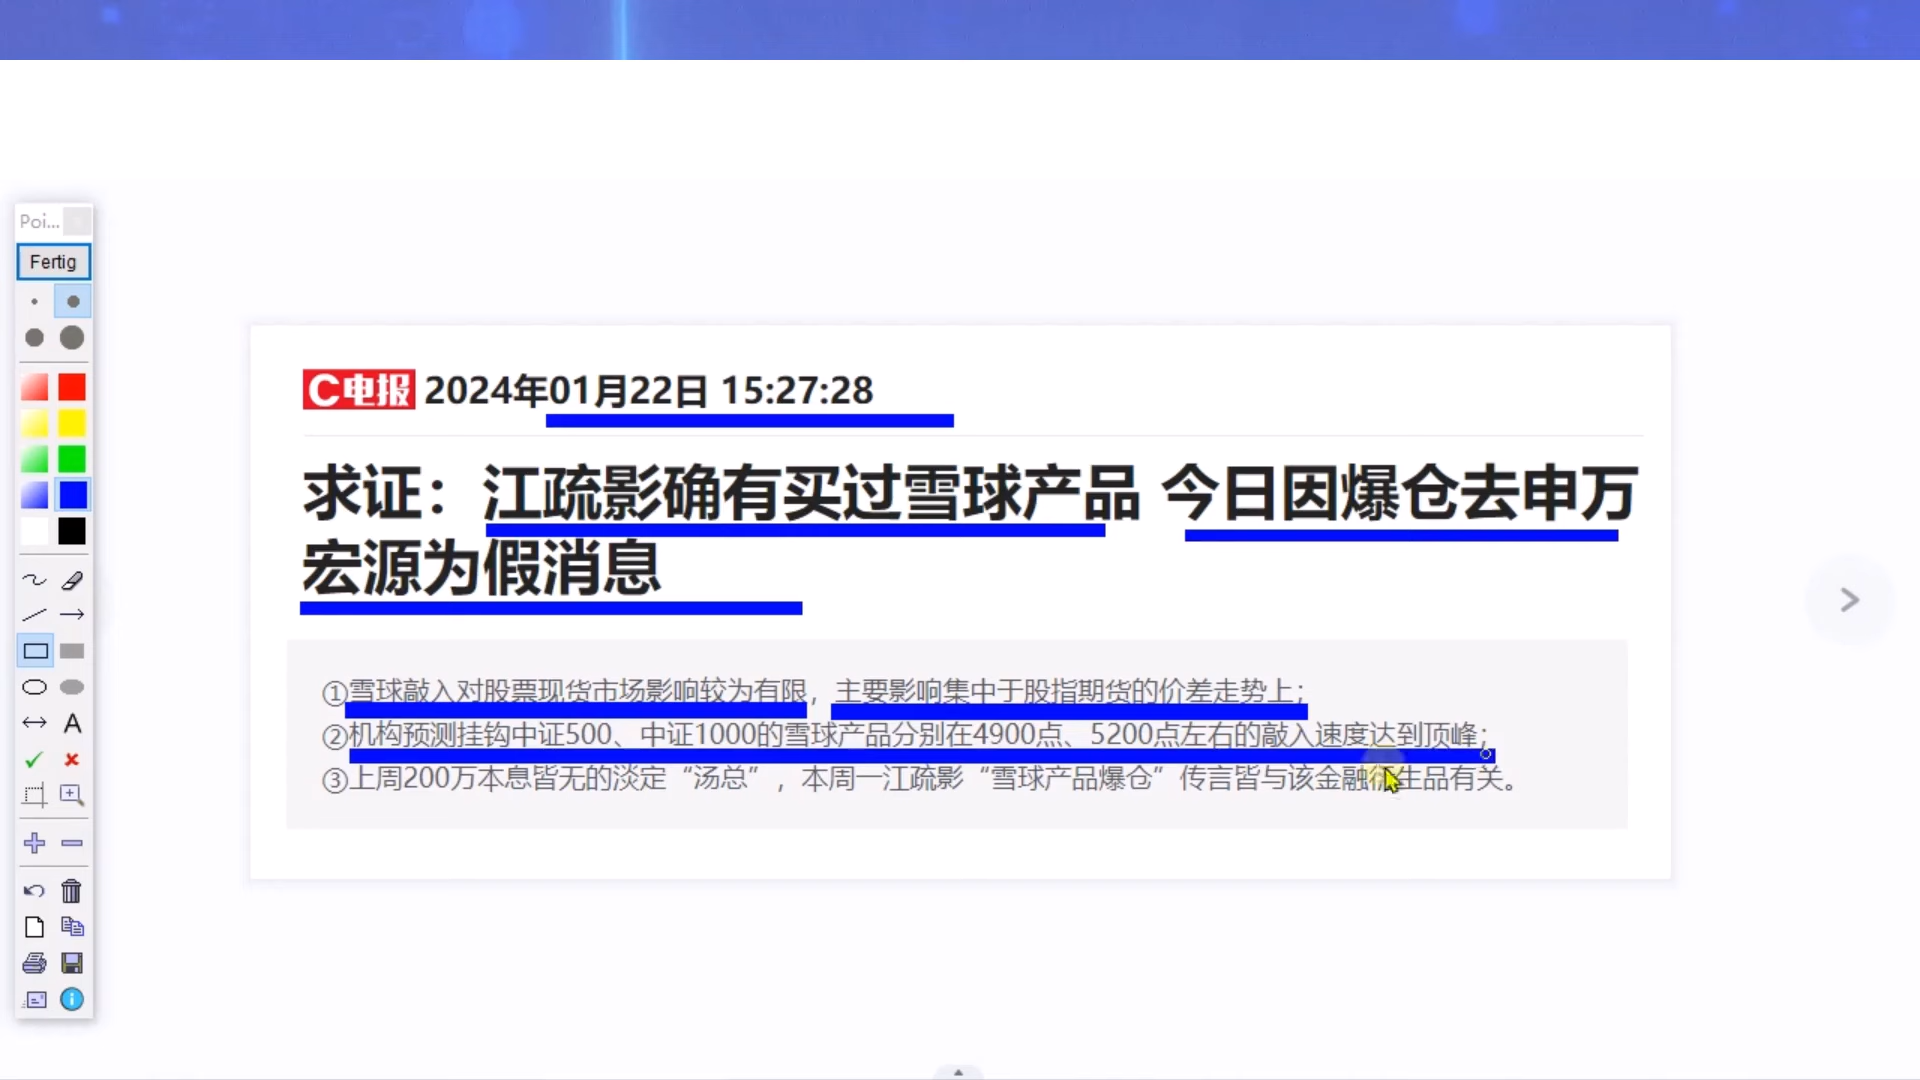 Poi...
Fertig
A
C电报 2024年01月22日 15:27:28
求证：江疏影确有买过雪球产品 今日因爆仓去申万
宏源为假消息
①雪球敲入对股票现货市场影响较为有限，主要影响集中于股指期货的价差走势上；
②机构预测挂钩中证500、中证1000的雪球产品分别在4900点、5200点左右的敲入速度达到顶峰；
③上周200万本息皆无的淡定“汤总”，本周一江疏影“雪球产品爆仓”传言皆与该金融衍生品有关。